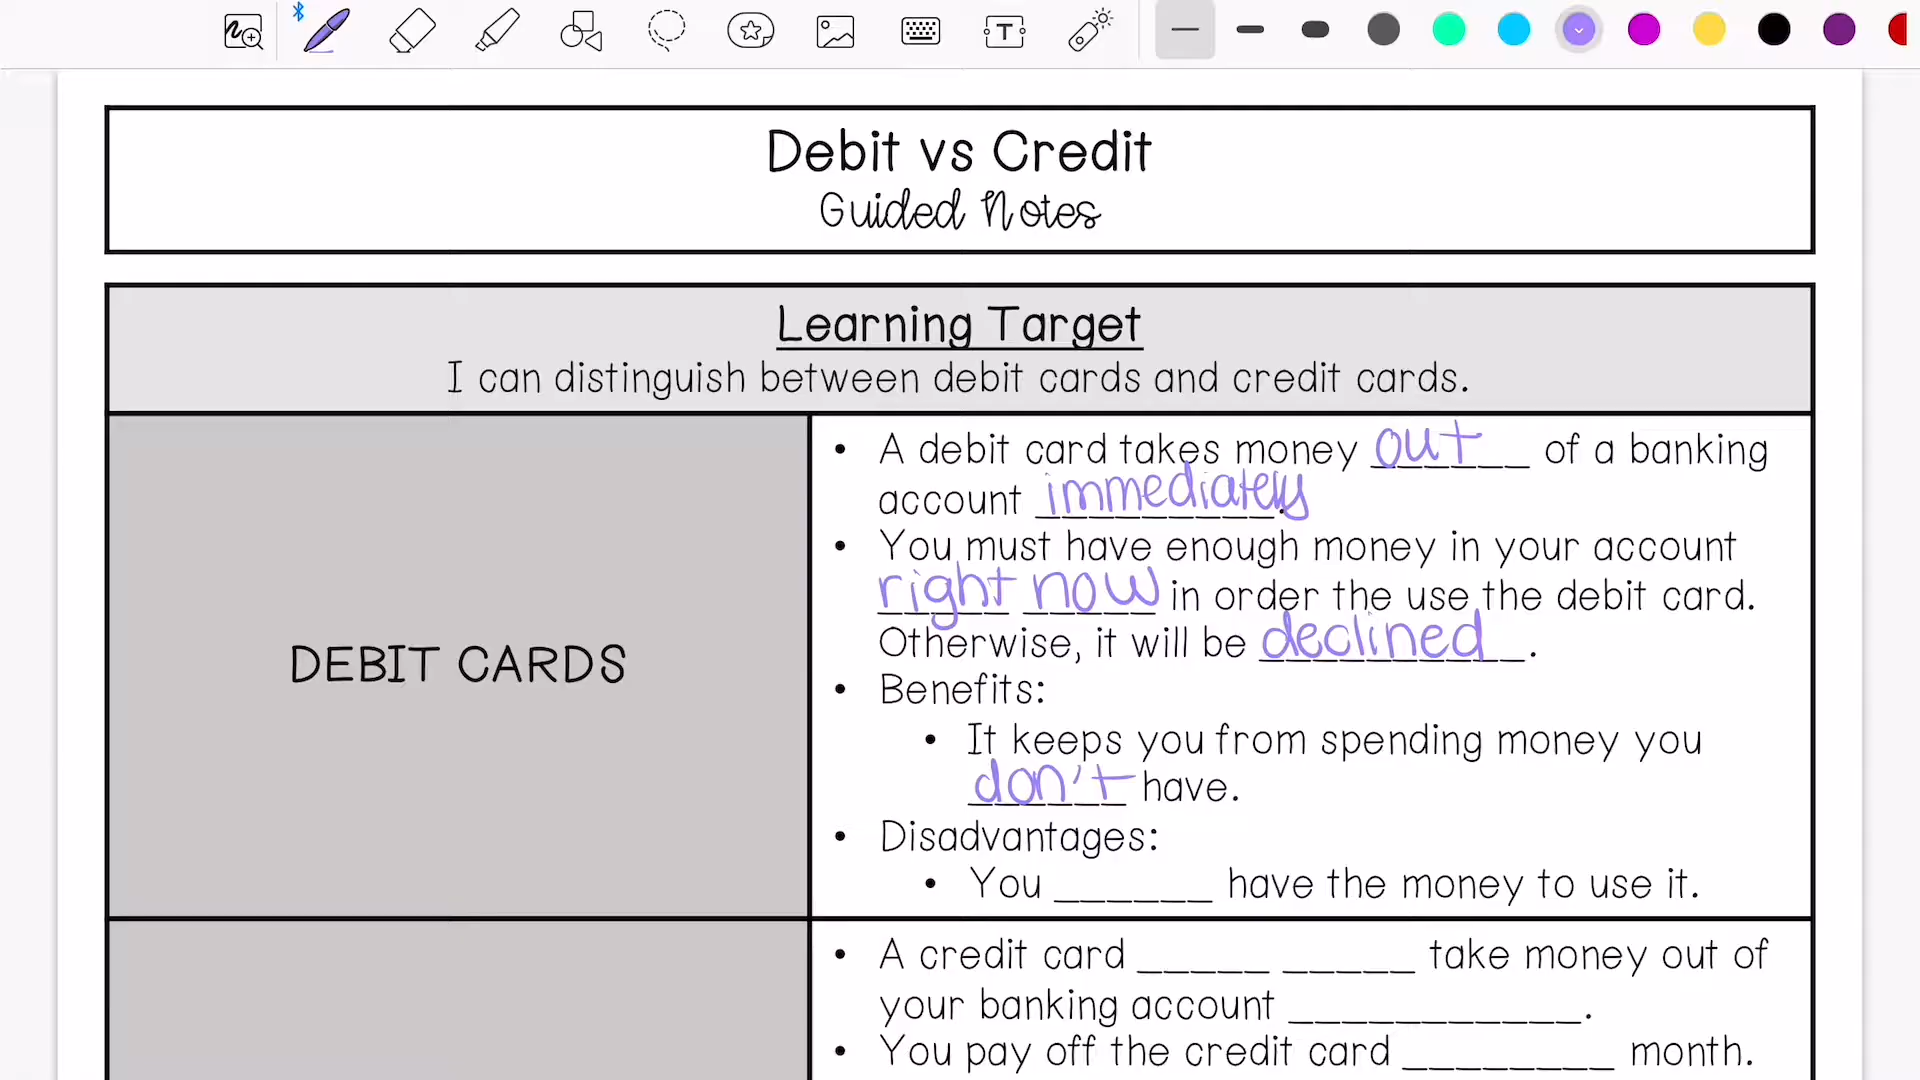 Debit vs Credit
Guided Notes
Learning Target
I can distinguish between debit cards and credit cards.
DEBIT CARDS
• A debit card takes money out of a banking
account immediately.
• You must have enough money in your account
right now in order the use the debit card.
Otherwise, it will be declined.
• Benefits:
• It keeps you from spending money you
don't have.
• Disadvantages:
• You ______ have the money to use it.
• A credit card _____ _____ take money out of
your banking account ___________.
• You pay off the credit card ________ month.